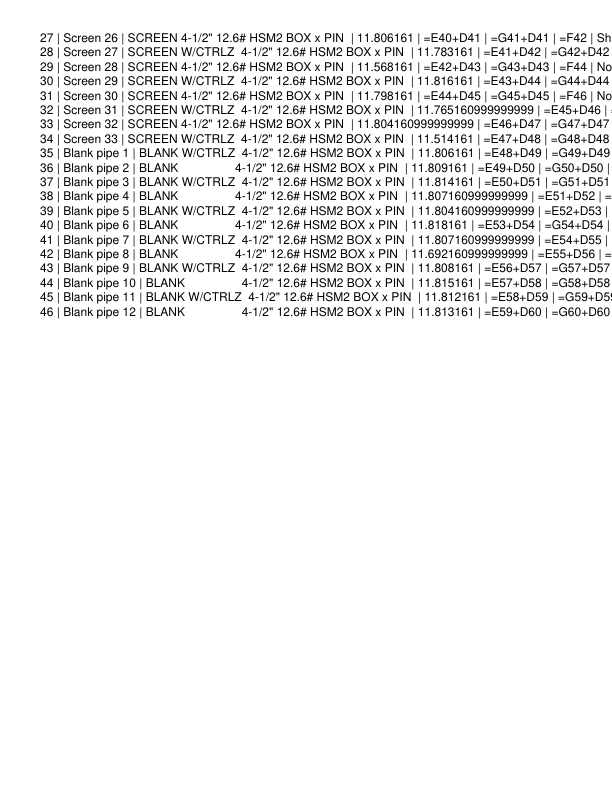 27 | Screen 26 | SCREEN 4-1/2" 12.6# HSM2 BOX x PIN | 11.806161 | =E40+D41 | =G41+D41 | =F42 | Sh
28 | Screen 27 | SCREEN W/CTRLZ 4-1/2" 12.6# HSM2 BOX x PIN | 11.783161 | =E41+D42 | =G42+D42
29 | Screen 28 | SCREEN 4-1/2" 12.6# HSM2 BOX x PIN | 11.568161 | =E42+D43 | =G43+D43 | =F44 | No
30 | Screen 29 | SCREEN W/CTRLZ 4-1/2" 12.6# HSM2 BOX x PIN | 11.816161 | =E43+D44 | =G44+D44
31 | Screen 30 | SCREEN 4-1/2" 12.6# HSM2 BOX x PIN | 11.798161 | =E44+D45 | =G45+D45 | =F46 | No
32 | Screen 31 | SCREEN W/CTRLZ 4-1/2" 12.6# HSM2 BOX x PIN | 11.765160999999999 | =E45+D46 | =
33 | Screen 32 | SCREEN 4-1/2" 12.6# HSM2 BOX x PIN | 11.804160999999999 | =E46+D47 | =G47+D47
34 | Screen 33 | SCREEN W/CTRLZ 4-1/2" 12.6# HSM2 BOX x PIN | 11.514161 | =E47+D48 | =G48+D48
35 | Blank pipe 1 | BLANK W/CTRLZ 4-1/2" 12.6# HSM2 BOX x PIN | 11.806161 | =E48+D49 | =G49+D49
36 | Blank pipe 2 | BLANK 4-1/2" 12.6# HSM2 BOX x PIN | 11.809161 | =E49+D50 | =G50+D50 |
37 | Blank pipe 3 | BLANK W/CTRLZ 4-1/2" 12.6# HSM2 BOX x PIN | 11.814161 | =E50+D51 | =G51+D51
38 | Blank pipe 4 | BLANK 4-1/2" 12.6# HSM2 BOX x PIN | 11.807160999999999 | =E51+D52 | =
39 | Blank pipe 5 | BLANK W/CTRLZ 4-1/2" 12.6# HSM2 BOX x PIN | 11.804160999999999 | =E52+D53 |
40 | Blank pipe 6 | BLANK 4-1/2" 12.6# HSM2 BOX x PIN | 11.818161 | =E53+D54 | =G54+D54 |
41 | Blank pipe 7 | BLANK W/CTRLZ 4-1/2" 12.6# HSM2 BOX x PIN | 11.807160999999999 | =E54+D55 |
42 | Blank pipe 8 | BLANK 4-1/2" 12.6# HSM2 BOX x PIN | 11.692160999999999 | =E55+D56 | =
43 | Blank pipe 9 | BLANK W/CTRLZ 4-1/2" 12.6# HSM2 BOX x PIN | 11.808161 | =E56+D57 | =G57+D57
44 | Blank pipe 10 | BLANK 4-1/2" 12.6# HSM2 BOX x PIN | 11.815161 | =E57+D58 | =G58+D58
45 | Blank pipe 11 | BLANK W/CTRLZ 4-1/2" 12.6# HSM2 BOX x PIN | 11.812161 | =E58+D59 | =G59+D59
46 | Blank pipe 12 | BLANK 4-1/2" 12.6# HSM2 BOX x PIN | 11.813161 | =E59+D60 | =G60+D60